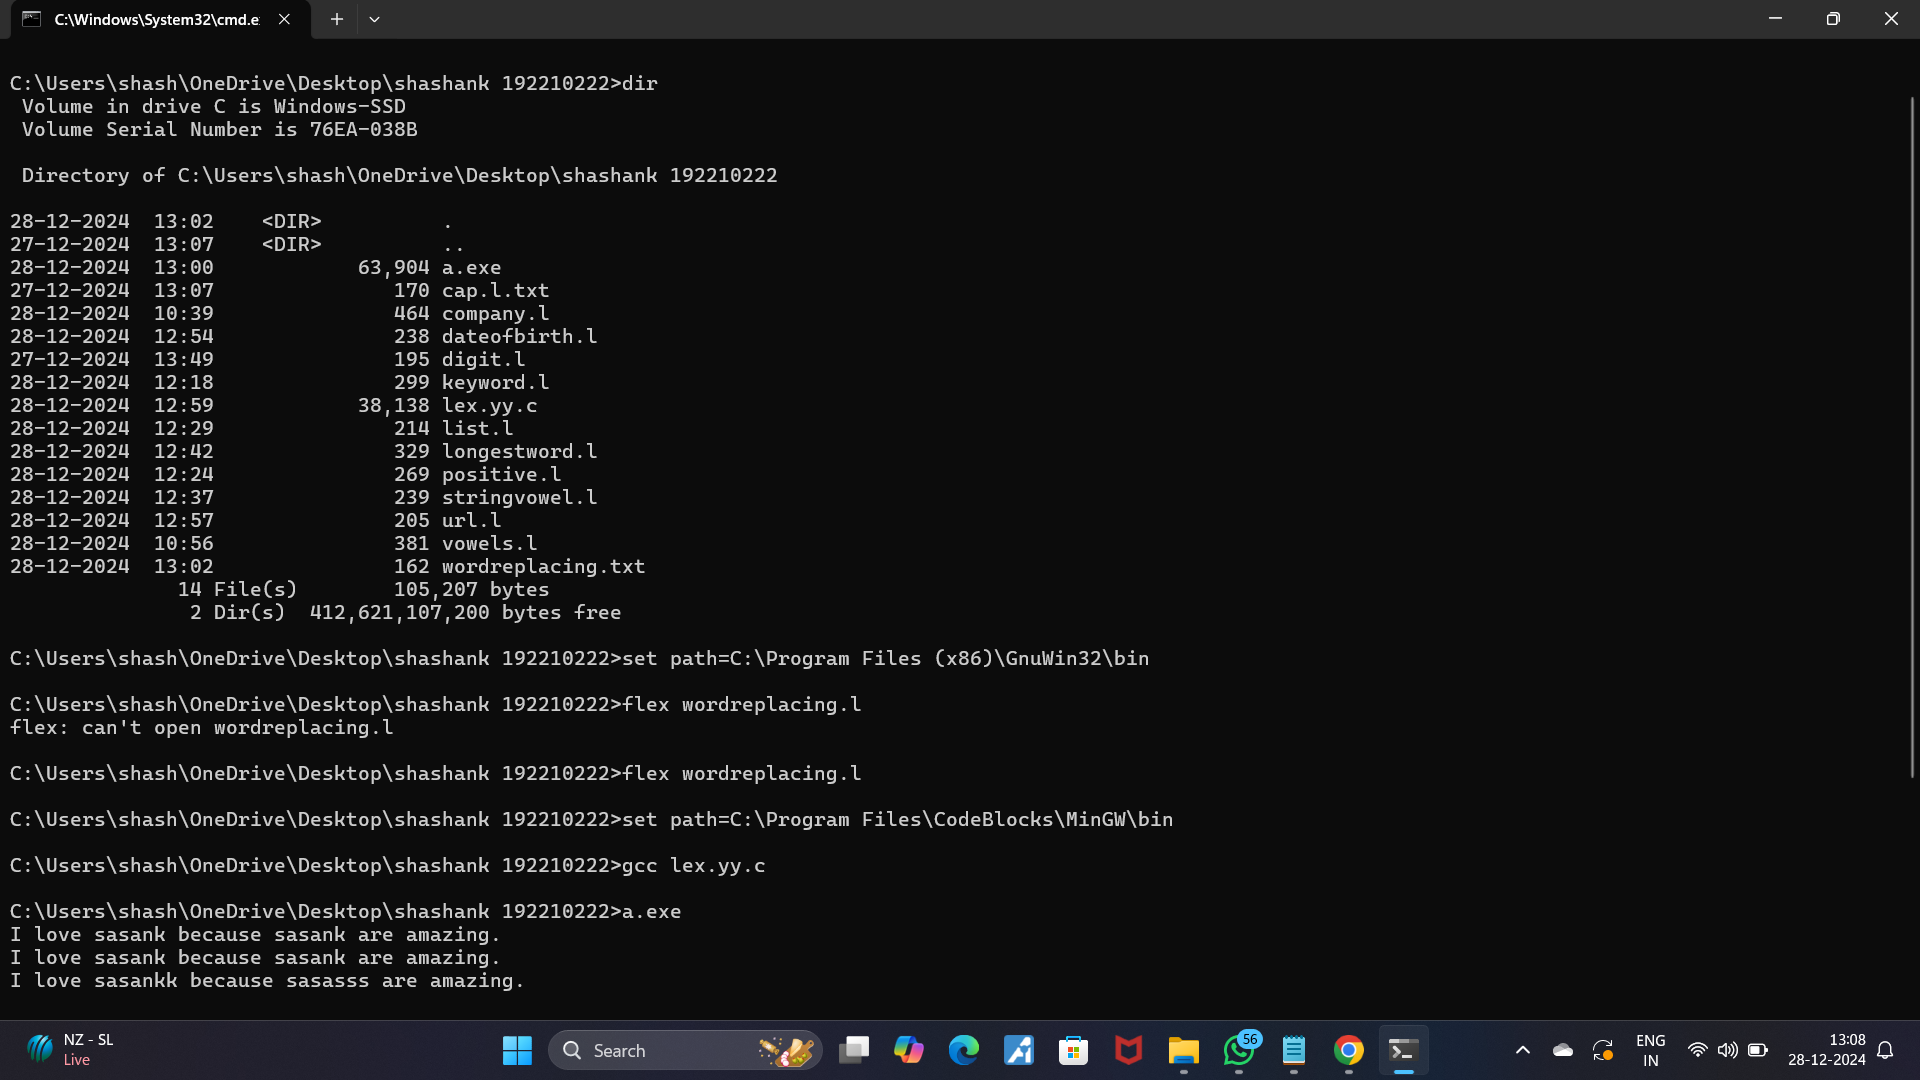 C:\Windows\System32\cmd.e
C:\Users\shash\OneDrive\Desktop\shashank 192210222>dir
Volume in drive C is Windows-SSD
Volume Serial Number is 76EA-038B
Directory of C:\Users\shash\OneDrive\Desktop\shashank 192210222
28-12-2024  13:02    <DIR>          .
27-12-2024  13:07    <DIR>          ..
28-12-2024  13:00            63,904 a.exe
27-12-2024  13:07               170 cap.l.txt
28-12-2024  10:39               464 company.l
28-12-2024  12:54               238 dateofbirth.l
27-12-2024  13:49               195 digit.l
28-12-2024  12:18               299 keyword.l
28-12-2024  12:59            38,138 lex.yy.c
28-12-2024  12:29               214 list.l
28-12-2024  12:42               329 longestword.l
28-12-2024  12:24               269 positive.l
28-12-2024  12:37               239 stringvowel.l
28-12-2024  12:57               205 url.l
28-12-2024  10:56               381 vowels.l
28-12-2024  13:02               162 wordreplacing.txt
14 File(s)        105,207 bytes
2 Dir(s)  412,621,107,200 bytes free
C:\Users\shash\OneDrive\Desktop\shashank 192210222>set path=C:\Program Files (x86)\GnuWin32\bin
C:\Users\shash\OneDrive\Desktop\shashank 192210222>flex wordreplacing.l
flex: can't open wordreplacing.l
C:\Users\shash\OneDrive\Desktop\shashank 192210222>flex wordreplacing.l
C:\Users\shash\OneDrive\Desktop\shashank 192210222>set path=C:\Program Files\CodeBlocks\MinGW\bin
C:\Users\shash\OneDrive\Desktop\shashank 192210222>gcc lex.yy.c
C:\Users\shash\OneDrive\Desktop\shashank 192210222>a.exe
I love sasank because sasank are amazing.
I love sasank because sasank are amazing.
I love sasankk because sasasss are amazing.
NZ - SL
Live
Search
56
ENG
IN
13:08
28-12-2024